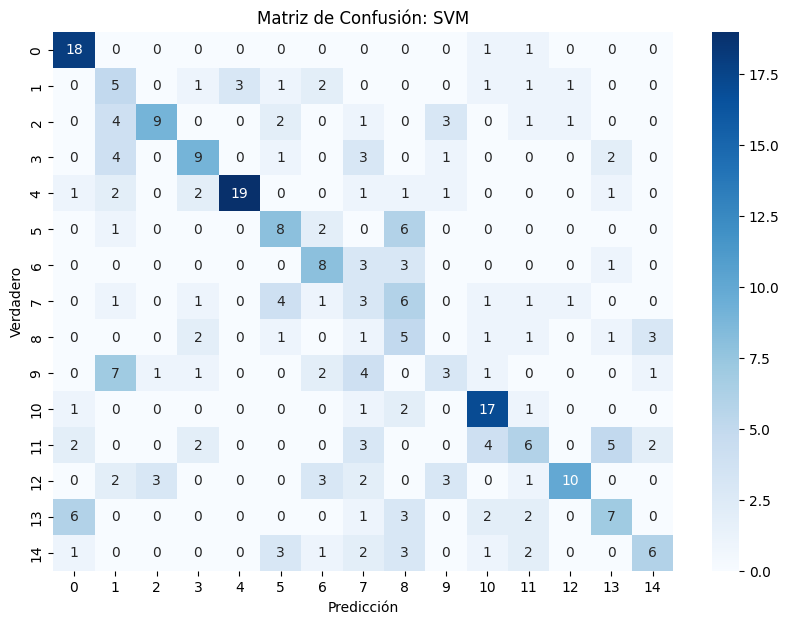 Matriz de Confusión: SVM
0 18 0 0 0 0 0 0 0 0 0 1 1 0 0 0
1 0 5 0 1 3 1 2 0 0 0 1 1 1 0 0
2 0 4 9 0 0 2 0 1 0 3 0 1 1 0 0
3 0 4 0 9 0 1 0 3 0 1 0 0 0 2 0
4 1 2 0 2 19 0 0 1 1 1 0 0 0 1 0
5 0 1 0 0 0 8 2 0 6 0 0 0 0 0 0
6 0 0 0 0 0 0 8 3 3 0 0 0 0 1 0
7 0 1 0 1 0 4 1 3 6 0 1 1 1 0 0
8 0 0 0 2 0 1 0 1 5 0 1 1 0 1 3
9 0 7 1 1 0 0 2 4 0 3 1 0 0 0 1
10 1 0 0 0 0 0 0 1 2 0 17 1 0 0 0
11 2 0 0 2 0 0 0 3 0 0 4 6 0 5 2
12 0 2 3 0 0 0 3 2 0 3 0 1 10 0 0
13 6 0 0 0 0 0 0 1 3 0 2 2 0 7 0
14 1 0 0 0 0 3 1 2 3 0 1 2 0 0 6
0 1 2 3 4 5 6 7 8 9 10 11 12 13 14
Predicción
Verdadero
17.5
15.0
12.5
10.0
7.5
5.0
2.5
0.0